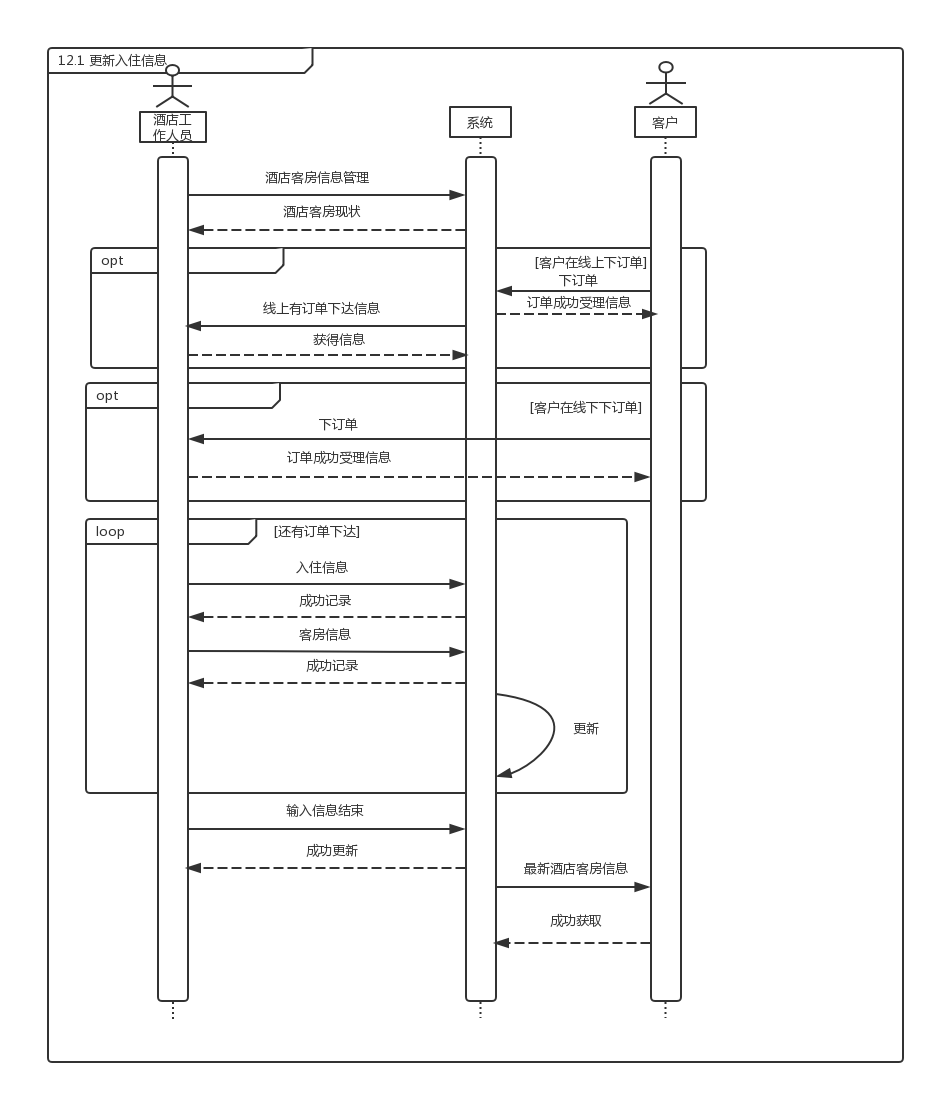 12.1 更新入住信息
酒店工
作人员
系统
客户
酒店客房信息管理
酒店客房现状
opt
[客户在线上下订单]
下订单
订单成功受理信息
线上有订单下达信息
获得信息
opt
[客户在线下下订单]
下订单
订单成功受理信息
loop
[还有订单下达]
入住信息
成功记录
客房信息
成功记录
更新
输入信息结束
成功更新
最新酒店客房信息
成功获取